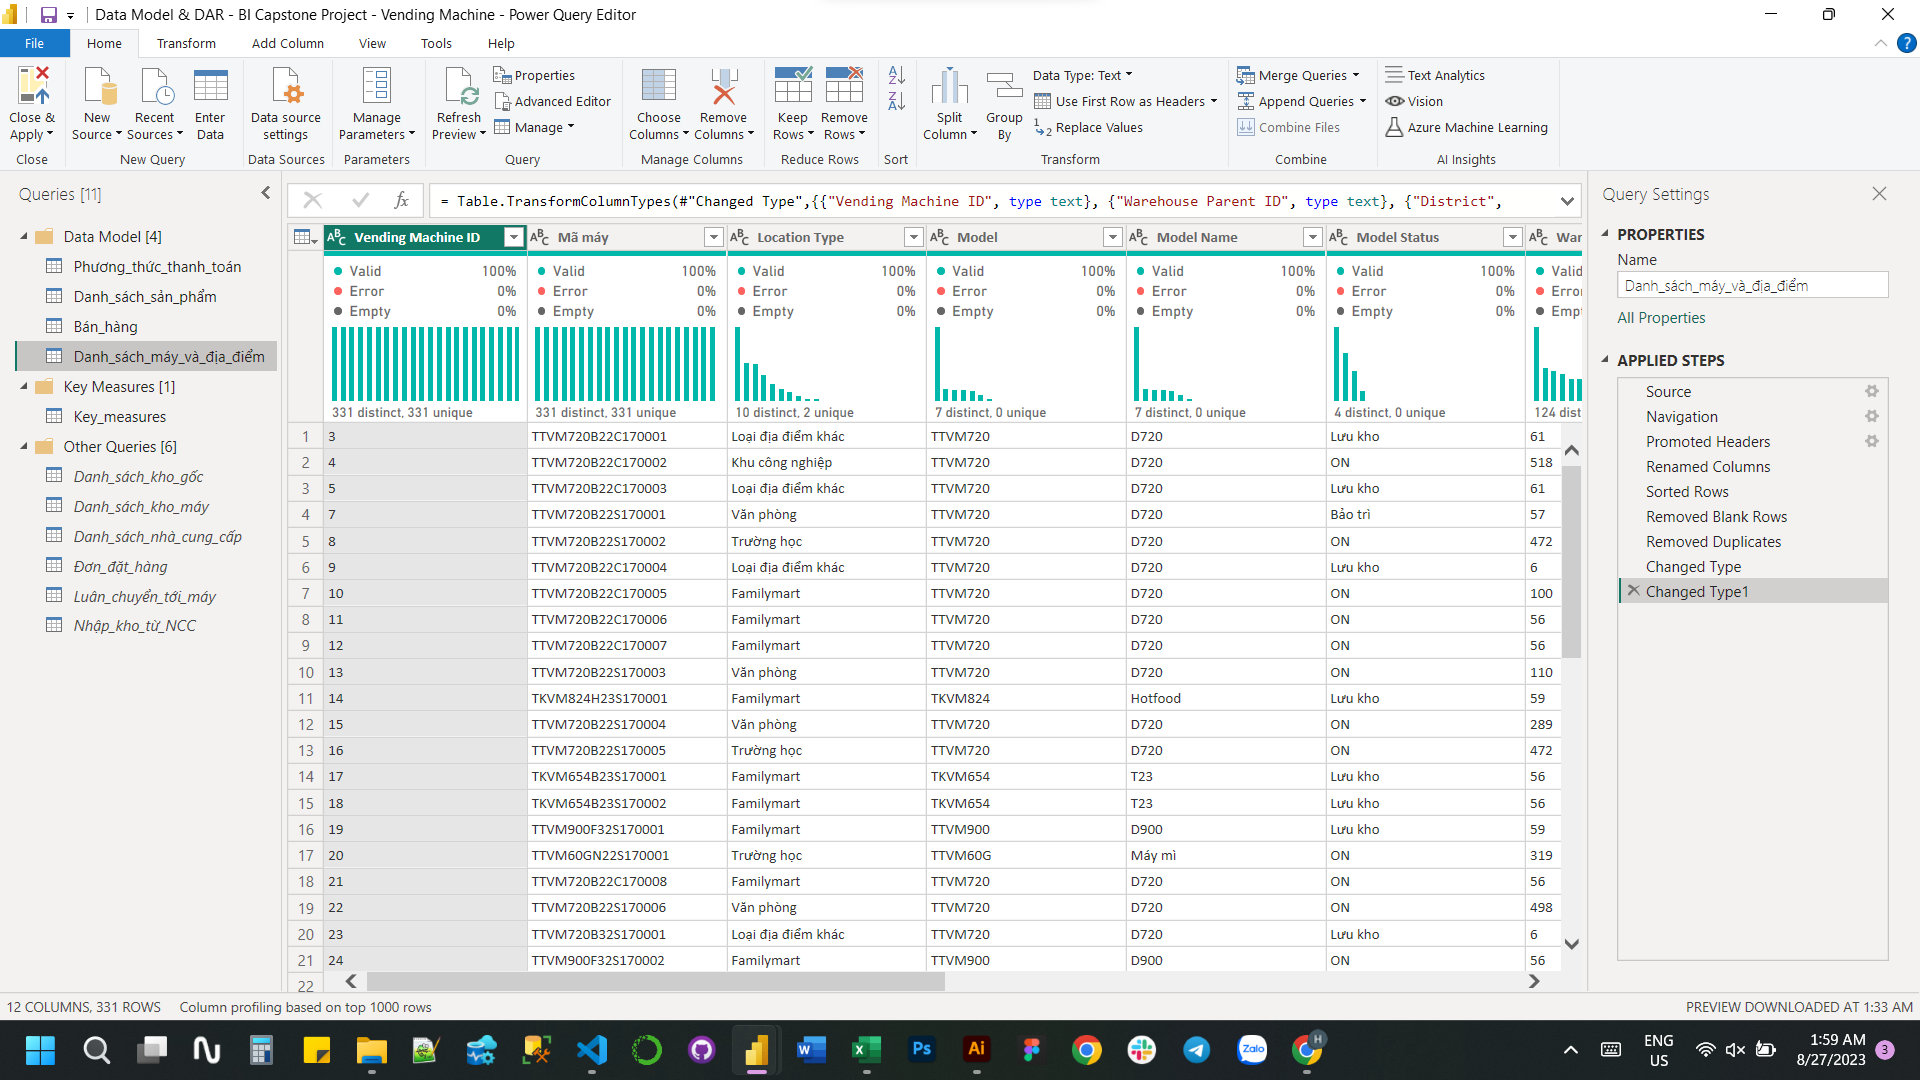 Data Model & DAR - BI Capstone Project - Vending Machine - Power Query Editor
File Home Transform Add Column View Tools Help
Close & Apply
Close
New Source
Recent Sources
Enter Data
New Query
Data source settings
Data Sources
Manage Parameters
Parameters
Refresh Preview
Properties
Advanced Editor
Manage
Query
Choose Columns
Remove Columns
Manage Columns
Keep Rows
Remove Rows
Reduce Rows
Sort
Split Column
Group By
Data Type: Text
Use First Row as Headers
Replace Values
Transform
Merge Queries
Append Queries
Combine Files
Combine
Text Analytics
Vision
Azure Machine Learning
AI Insights
Queries [11]
Data Model [4]
Phương_thức_thanh_toán
Danh_sách_sản_phẩm
Bán_hàng
Danh_sách_máy_và_địa_điểm
Key Measures [1]
Key_measures
Other Queries [6]
Danh_sách_kho_gốc
Danh_sách_kho_máy
Danh_sách_nhà_cung_cấp
Đơn_đặt_hàng
Luân_chuyển_tới_máy
Nhập_kho_từ_NCC
fx = Table.TransformColumnTypes(#"Changed Type",{{"Vending Machine ID", type text}, {"Warehouse Parent ID", type text}, {"District",
Vending Machine ID Mã máy Location Type Model Model Name Model Status War
Valid 100% Valid 100% Valid 100% Valid 100% Valid 100% Valid 100% Valid
Error 0% Error 0% Error 0% Error 0% Error 0% Error 0% Error
Empty 0% Empty 0% Empty 0% Empty 0% Empty 0% Empty 0% Emp
331 distinct, 331 unique 331 distinct, 331 unique 10 distinct, 2 unique 7 distinct, 0 unique 7 distinct, 0 unique 4 distinct, 0 unique 124 dist
1 3 TTVM720B22C170001 Loại địa điểm khác TTVM720 D720 Lưu kho 61
2 4 TTVM720B22C170002 Khu công nghiệp TTVM720 D720 ON 518
3 5 TTVM720B22C170003 Loại địa điểm khác TTVM720 D720 Lưu kho 61
4 7 TTVM720B22S170001 Văn phòng TTVM720 D720 Bảo trì 57
5 8 TTVM720B22S170002 Trường học TTVM720 D720 ON 472
6 9 TTVM720B22C170004 Loại địa điểm khác TTVM720 D720 Lưu kho 6
7 10 TTVM720B22C170005 Familymart TTVM720 D720 ON 100
8 11 TTVM720B22C170006 Familymart TTVM720 D720 ON 56
9 12 TTVM720B22C170007 Familymart TTVM720 D720 ON 56
10 13 TTVM720B22S170003 Văn phòng TTVM720 D720 ON 110
11 14 TKVM824H23S170001 Familymart TKVM824 Hotfood Lưu kho 59
12 15 TTVM720B22S170004 Văn phòng TTVM720 D720 ON 289
13 16 TTVM720B22S170005 Trường học TTVM720 D720 ON 472
14 17 TKVM654B23S170001 Familymart TKVM654 T23 Lưu kho 56
15 18 TKVM654B23S170002 Familymart TKVM654 T23 Lưu kho 56
16 19 TTVM900F32S170001 Familymart TTVM900 D900 Lưu kho 59
17 20 TTVM60GN22S170001 Trường học TTVM60G Máy mì ON 319
18 21 TTVM720B22C170008 Familymart TTVM720 D720 ON 56
19 22 TTVM720B22S170006 Văn phòng TTVM720 D720 ON 498
20 23 TTVM720B32S170001 Loại địa điểm khác TTVM720 D720 Lưu kho 6
21 24 TTVM900F32S170002 Familymart TTVM900 D900 ON 56
22
Query Settings
PROPERTIES
Name
Danh_sách_máy_và_địa_điểm
All Properties
APPLIED STEPS
Source
Navigation
Promoted Headers
Renamed Columns
Sorted Rows
Removed Blank Rows
Removed Duplicates
Changed Type
Changed Type1
12 COLUMNS, 331 ROWS Column profiling based on top 1000 rows PREVIEW DOWNLOADED AT 1:33 AM
Ps Ai Zalo H
ENG
US
1:59 AM
8/27/2023
3